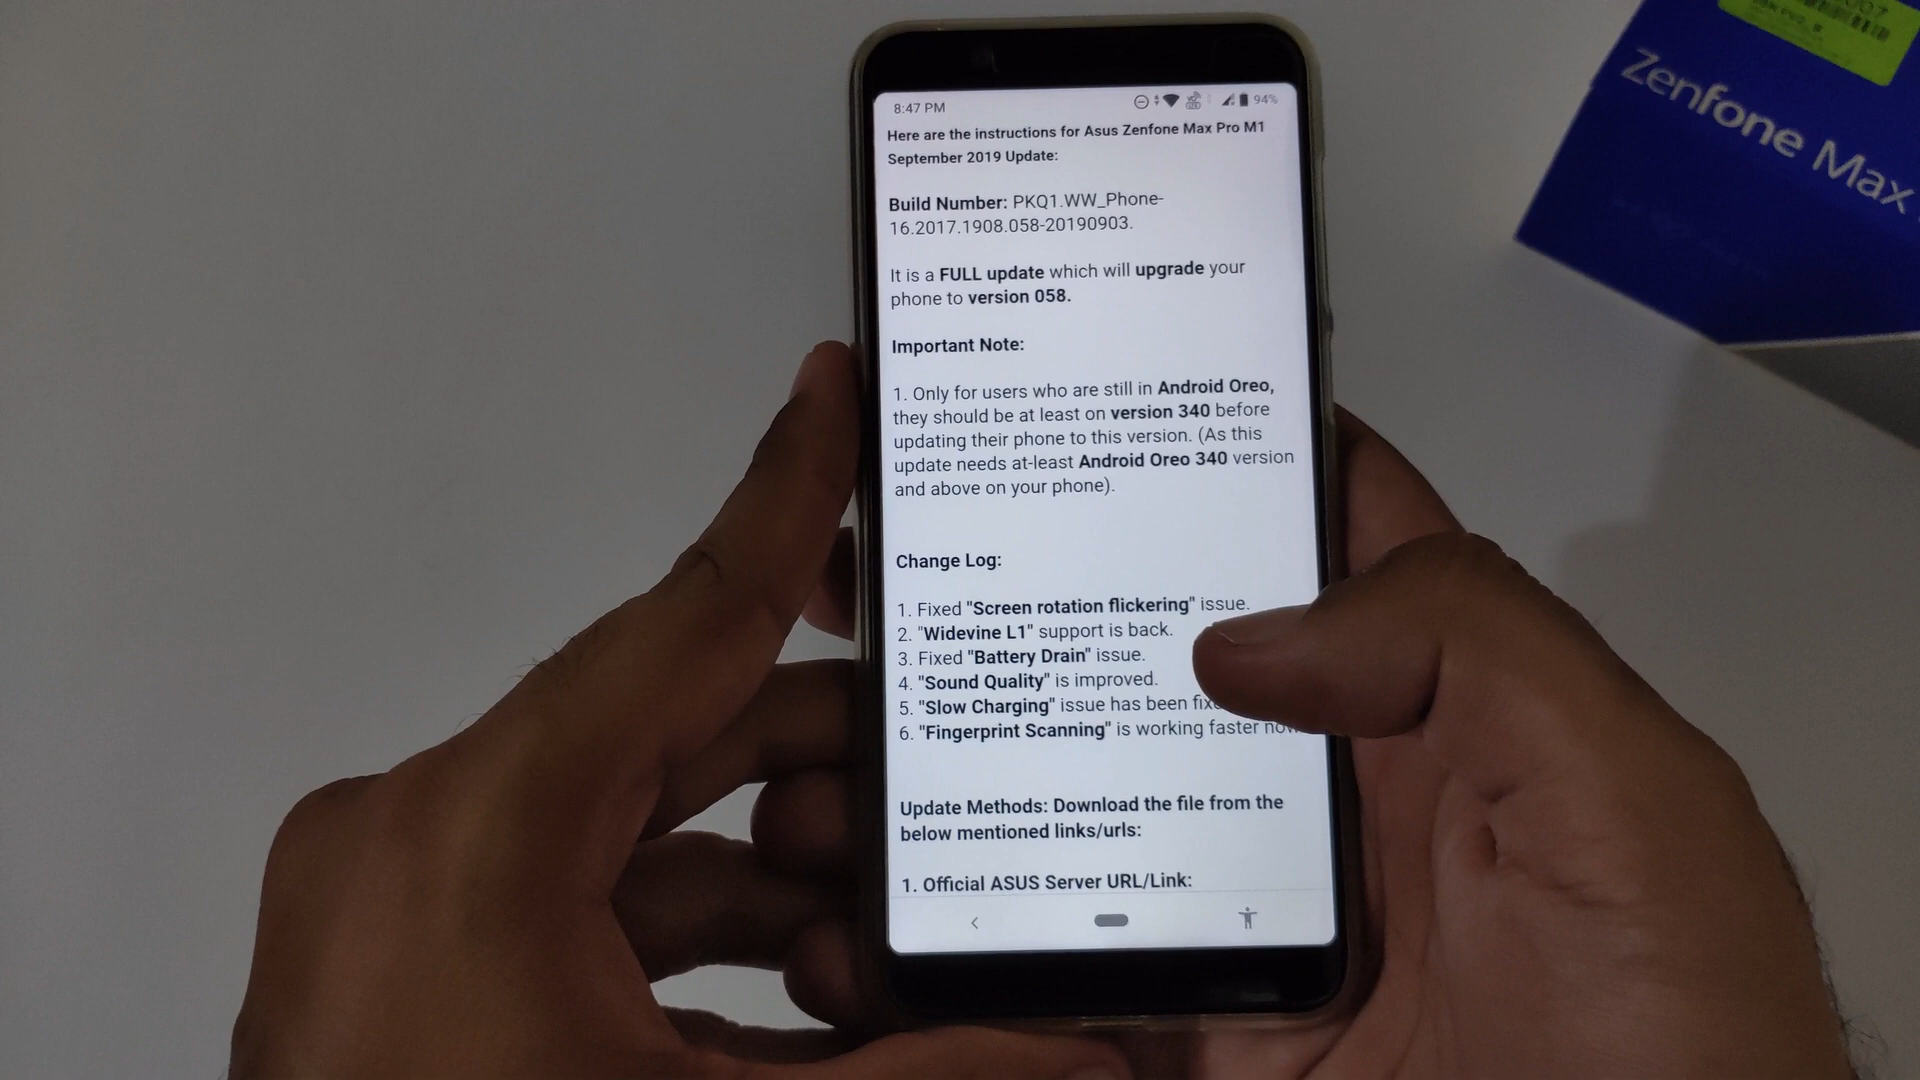 8:47 PM
94%
Here are the instructions for Asus Zenfone Max Pro M1
September 2019 Update:
Build Number: PKQ1.WW_Phone-
16.2017.1908.058-20190903.
It is a FULL update which will upgrade your
phone to version 058.
Important Note:
1. Only for users who are still in Android Oreo,
they should be at least on version 340 before
updating their phone to this version. (As this
update needs at-least Android Oreo 340 version
and above on your phone).
Change Log:
1. Fixed "Screen rotation flickering" issue.
2. "Widevine L1" support is back.
3. Fixed "Battery Drain" issue.
4. "Sound Quality" is improved.
5. "Slow Charging" issue has been
6. "Fingerprint Scanning" is working faster
Update Methods: Download the file from the
below mentioned links/urls:
1. Official ASUS Server URL/Link:
Zenfone Max